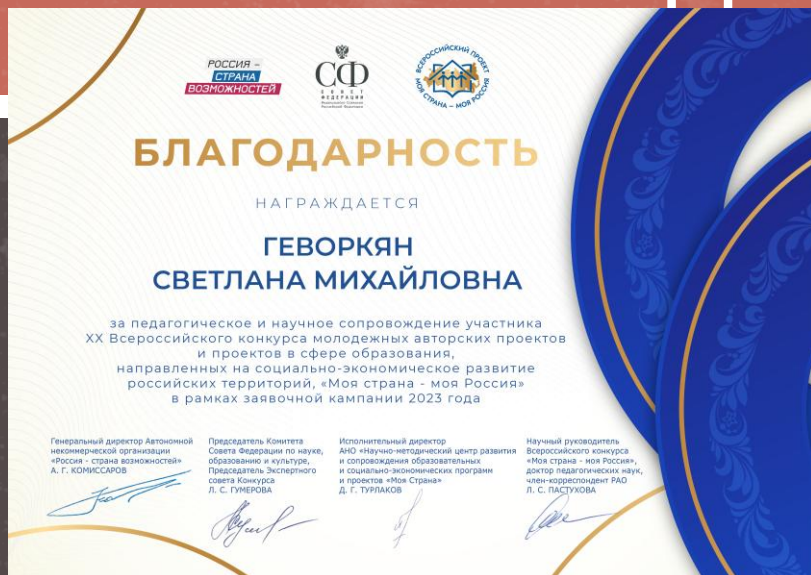 РОССИЯ –
СТРАНА
ВОЗМОЖНОСТЕЙ
СФ
СОВЕТ
ФЕДЕРАЦИИ
Федерального Собрания
Российской Федерации
ВСЕРОССИЙСКИЙ ПРОЕКТ
МОЯ СТРАНА – МОЯ РОССИЯ
БЛАГОДАРНОСТЬ
НАГРАЖДАЕТСЯ
ГЕВОРКЯН
СВЕТЛАНА МИХАЙЛОВНА
за педагогическое и научное сопровождение участника
XX Всероссийского конкурса молодежных авторских проектов
и проектов в сфере образования,
направленных на социально-экономическое развитие
российских территорий, «Моя страна - моя Россия»
в рамках заявочной кампании 2023 года
Генеральный директор Автономной
некоммерческой организации
«Россия - страна возможностей»
А. Г. КОМИССАРОВ
Председатель Комитета
Совета Федерации по науке,
образованию и культуре,
Председатель Экспертного
совета Конкурса
Л. С. ГУМЕРОВА
Исполнительный директор
АНО «Научно-методический центр развития
и сопровождения образовательных
и социально-экономических программ
и проектов «Моя Страна»
Д. Г. ТУРЛАКОВ
Научный руководитель
Всероссийского конкурса
«Моя страна - моя Россия»,
доктор педагогических наук,
член-корреспондент РАО
Л. С. ПАСТУХОВА